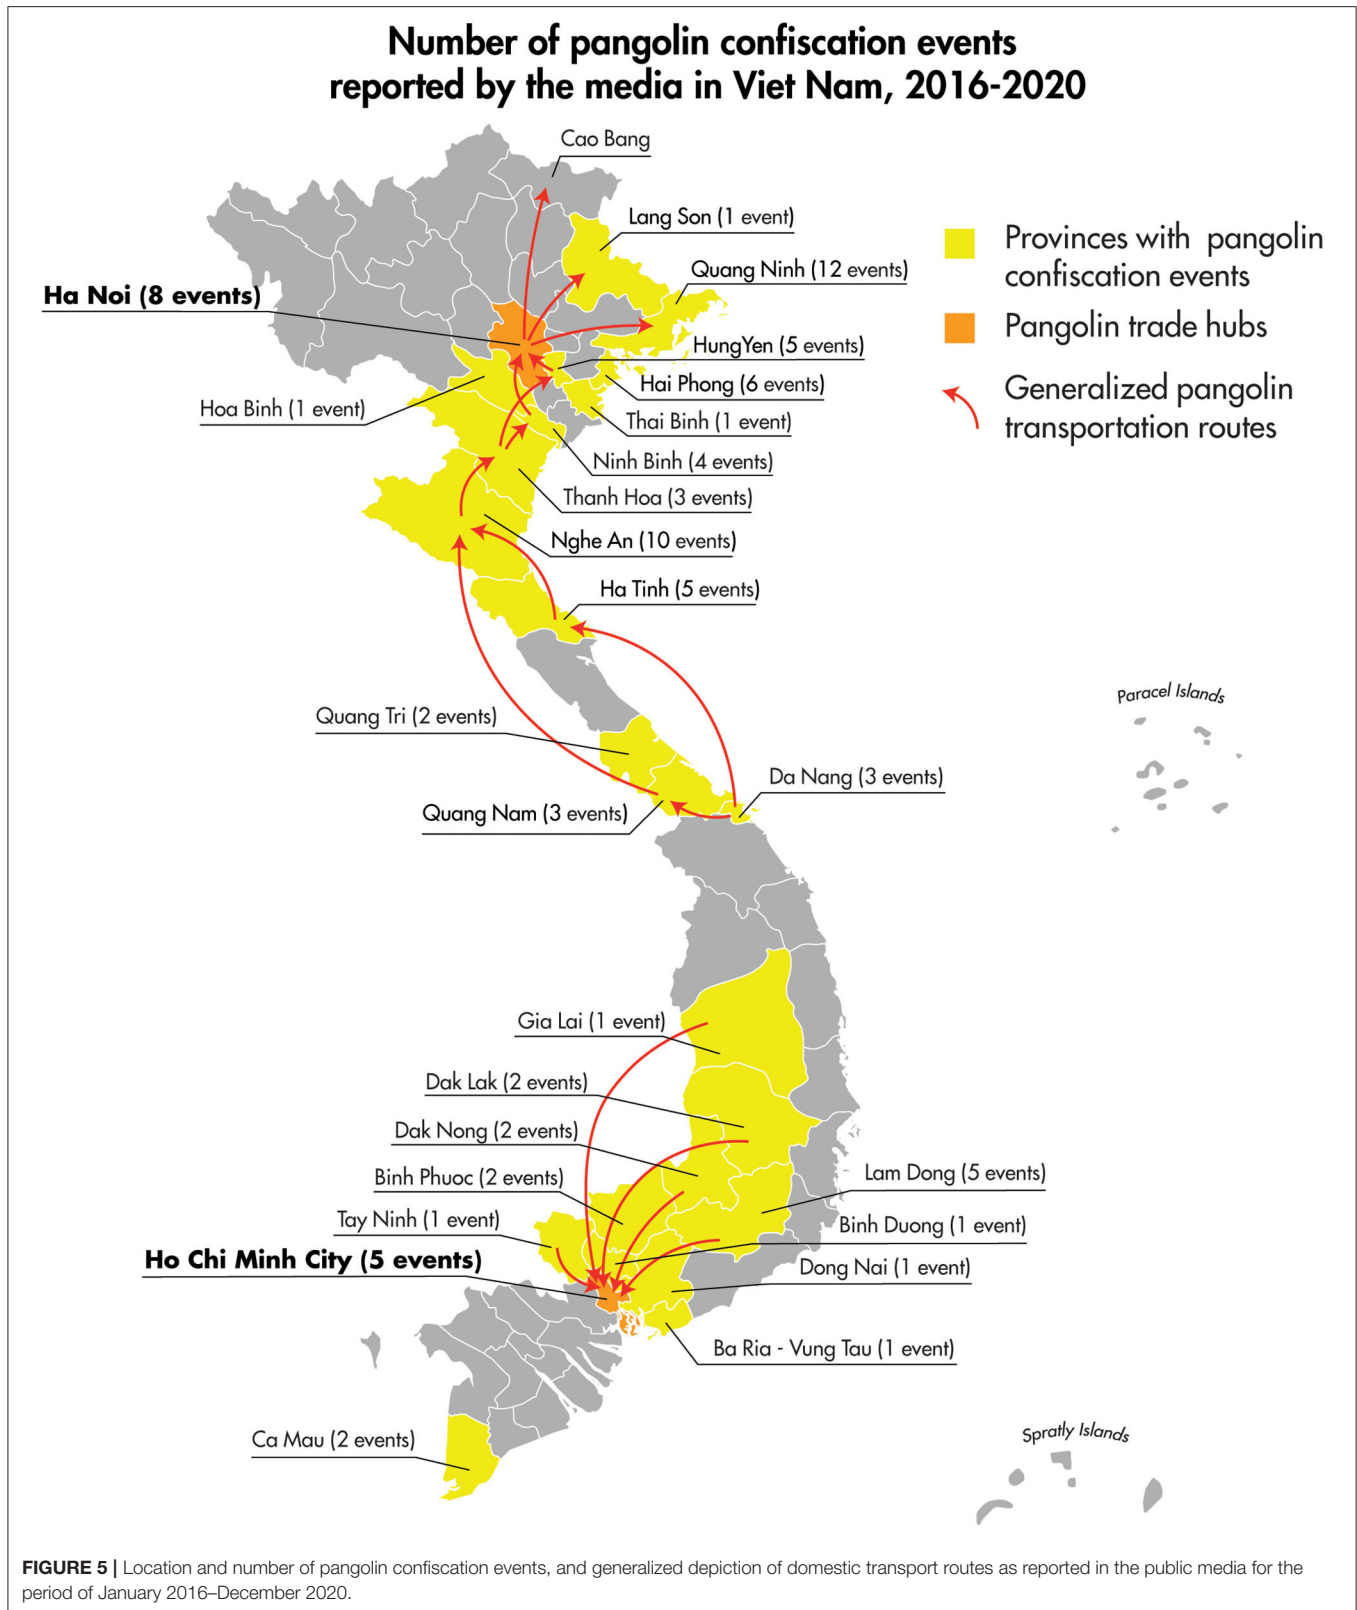 Number of pangolin confiscation events
reported by the media in Viet Nam, 2016-2020
Cao Bang
Lang Son (1 event)
Quang Ninh (12 events)
Ha Noi (8 events)
HungYen (5 events)
Hai Phong (6 events)
Hoa Binh (1 event)
Thai Binh (1 event)
Ninh Binh (4 events)
Thanh Hoa (3 events)
Nghe An (10 events)
Ha Tinh (5 events)
Provinces with pangolin
confiscation events
Pangolin trade hubs
Generalized pangolin
transportation routes
Paracel Islands
Quang Tri (2 events)
Da Nang (3 events)
Quang Nam (3 events)
Gia Lai (1 event)
Dak Lak (2 events)
Dak Nong (2 events)
Binh Phuoc (2 events)
Lam Dong (5 events)
Tay Ninh (1 event)
Binh Duong (1 event)
Ho Chi Minh City (5 events)
Dong Nai (1 event)
Ba Ria - Vung Tau (1 event)
Ca Mau (2 events)
Spratly Islands
FIGURE 5 | Location and number of pangolin confiscation events, and generalized depiction of domestic transport routes as reported in the public media for the
period of January 2016–December 2020.